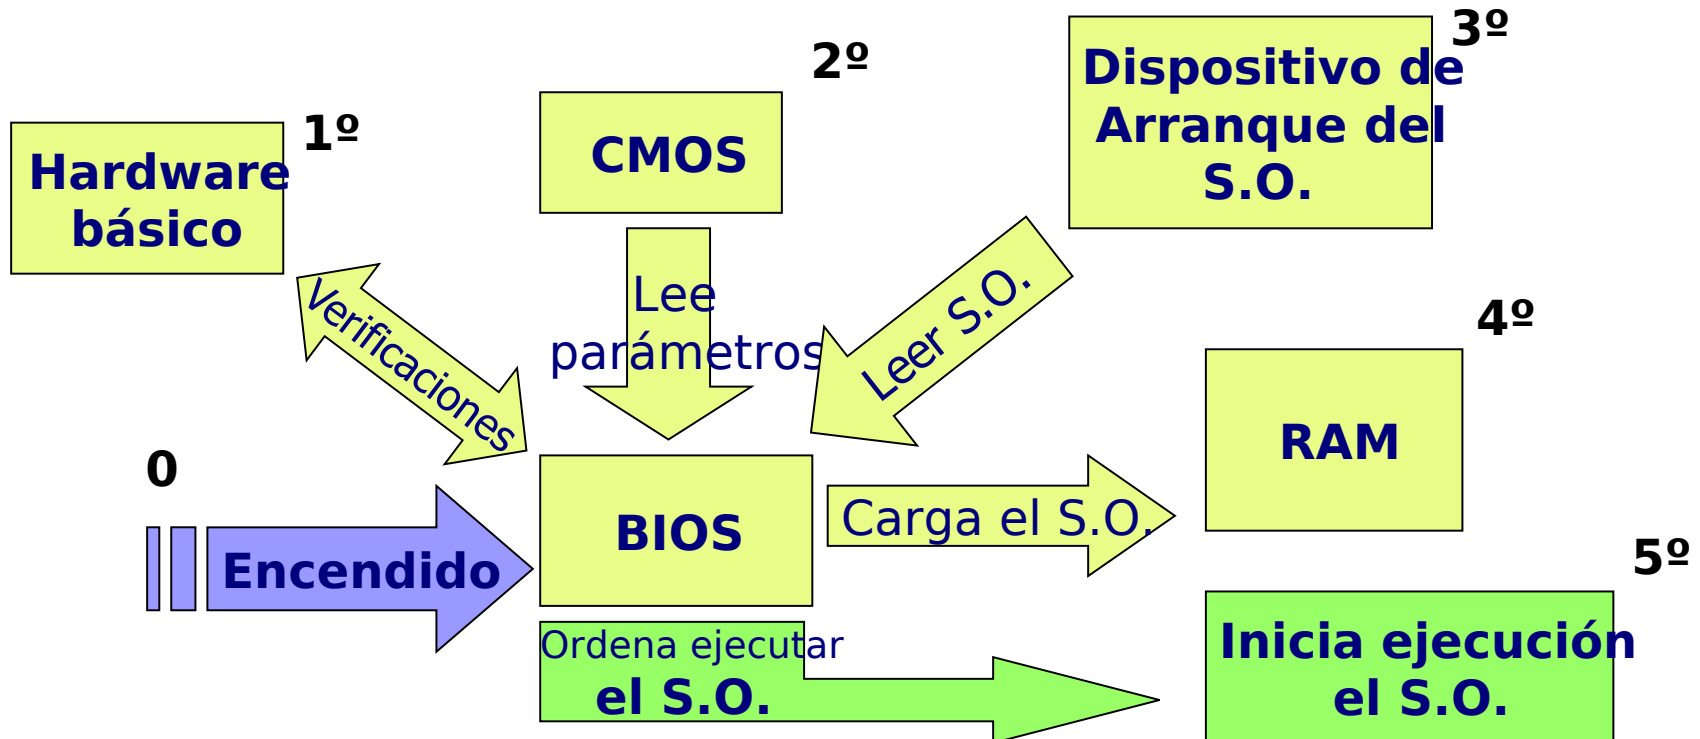 1º
Hardware
básico
2º
CMOS
3º
Dispositivo de
Arranque del
S.O.
Verificaciones
Lee
parámetros
Leer S.O.
4º
RAM
0
Encendido
BIOS
Carga el S.O.
5º
Ordena ejecutar
el S.O.
Inicia ejecución
el S.O.